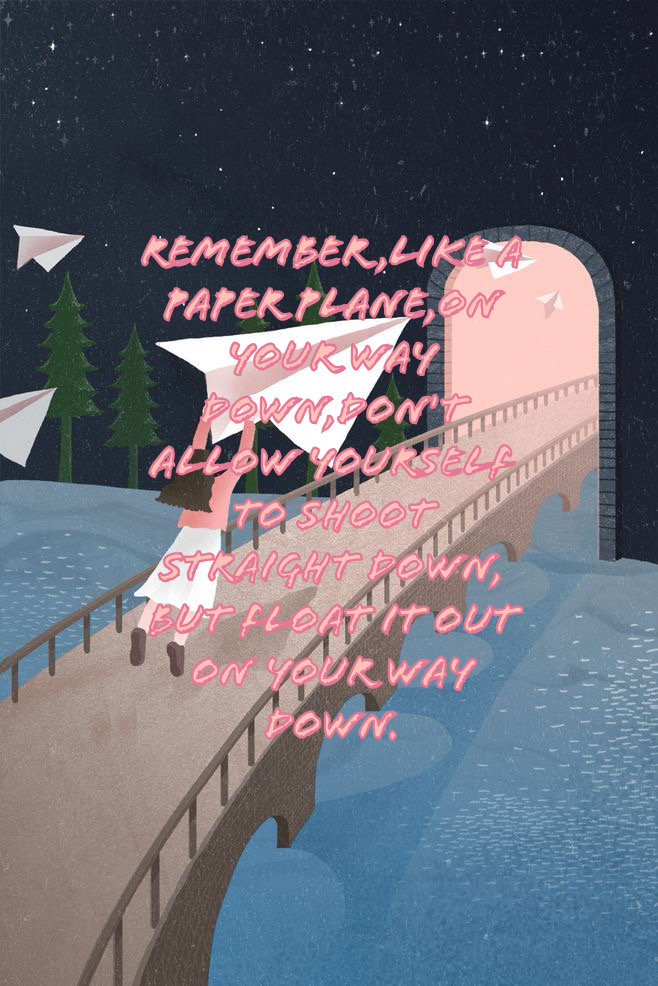 REMEMBER,LIKE A
PAPER PLANE,ON
YOUR WAY
DOWN,DON'T
ALLOW YOURSELF
TO SHOOT
STRAIGHT DOWN,
BUT FLOAT IT OUT
ON YOUR WAY
DOWN.